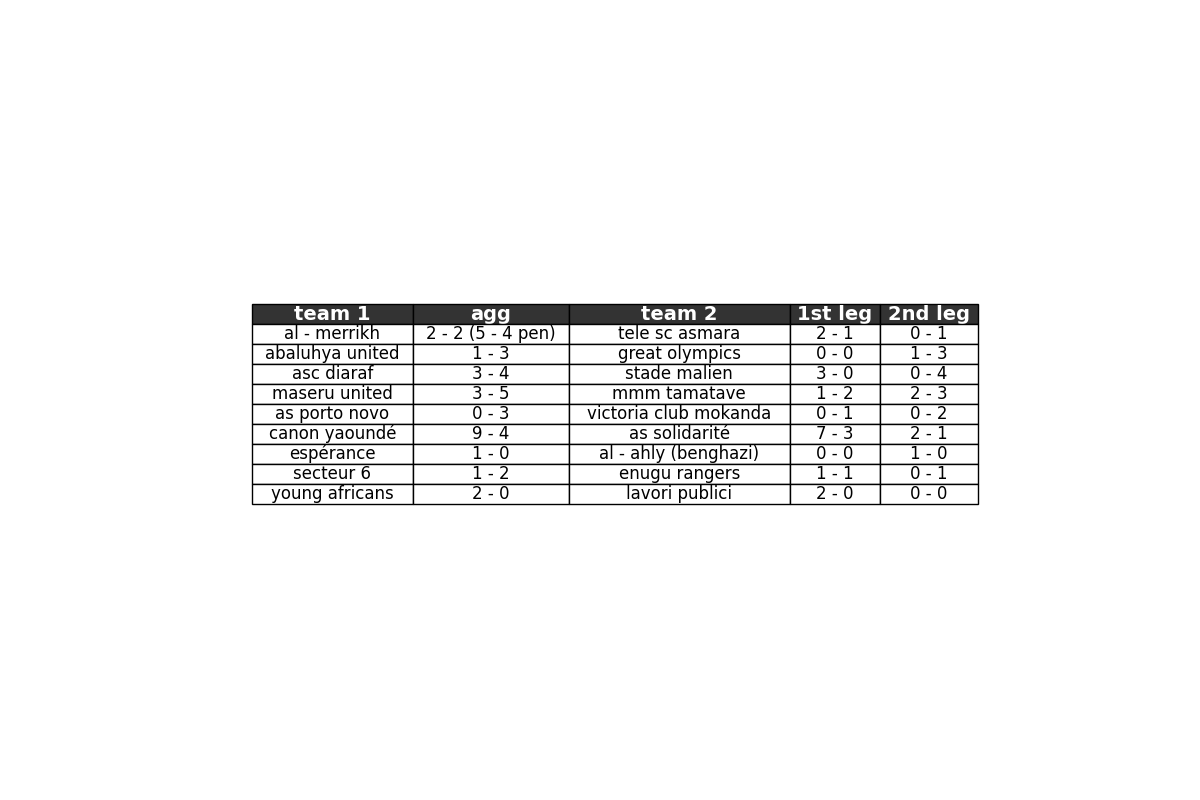 team 1 agg team 2 1st leg 2nd leg
al - merrikh 2 - 2 (5 - 4 pen) tele sc asmara 2 - 1 0 - 1
abaluhya united 1 - 3 great olympics 0 - 0 1 - 3
asc diaraf 3 - 4 stade malien 3 - 0 0 - 4
maseru united 3 - 5 mmm tamatave 1 - 2 2 - 3
as porto novo 0 - 3 victoria club mokanda 0 - 1 0 - 2
canon yaoundé 9 - 4 as solidarité 7 - 3 2 - 1
espérance 1 - 0 al - ahly (benghazi) 0 - 0 1 - 0
secteur 6 1 - 2 enugu rangers 1 - 1 0 - 1
young africans 2 - 0 lavori publici 2 - 0 0 - 0